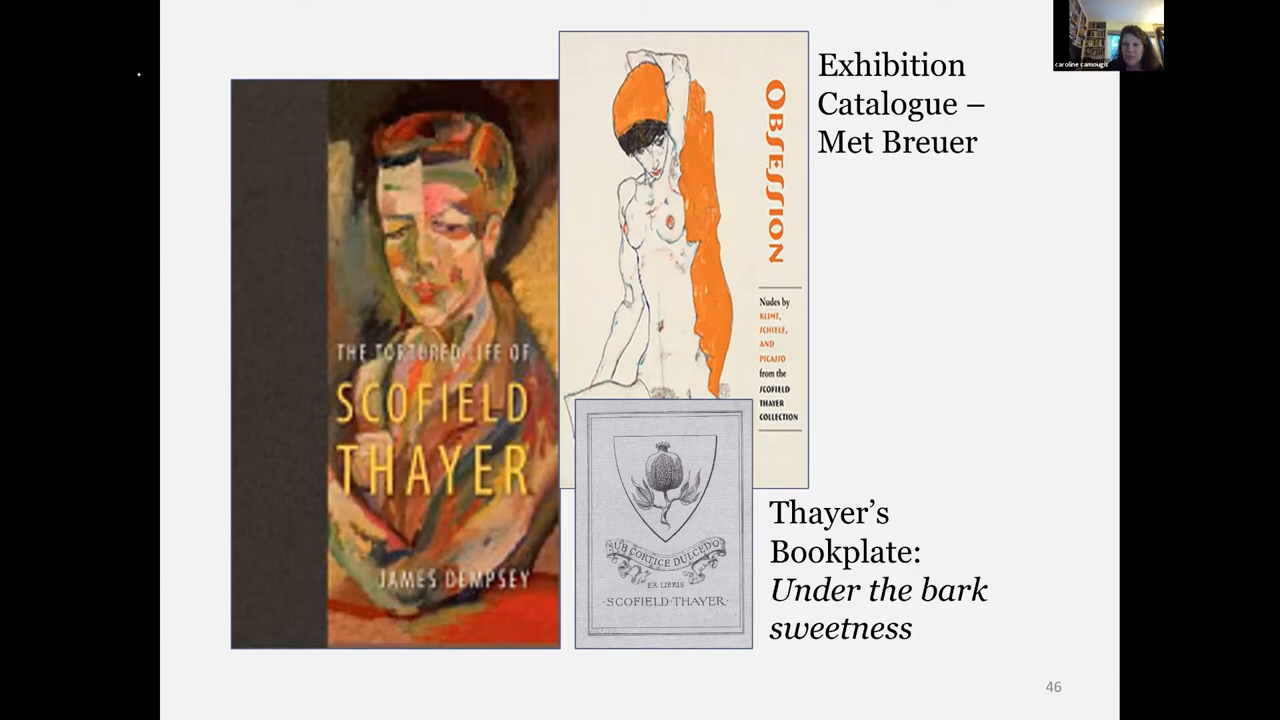 THE TORTURED LIFE OF
SCOFIELD
THAYER
JAMES DEMPSEY
OBSESSION
Nudes by
KLIMT,
SCHIELE,
AND
PICASSO
from the
SCOFIELD
THAYER
COLLECTION
Exhibition
Catalogue –
Met Breuer
SUB CORTICE DULCEDO
EX LIBRIS
·SCOFIELD·THAYER·
Thayer’s
Bookplate:
Under the bark
sweetness
46
caroline camougis